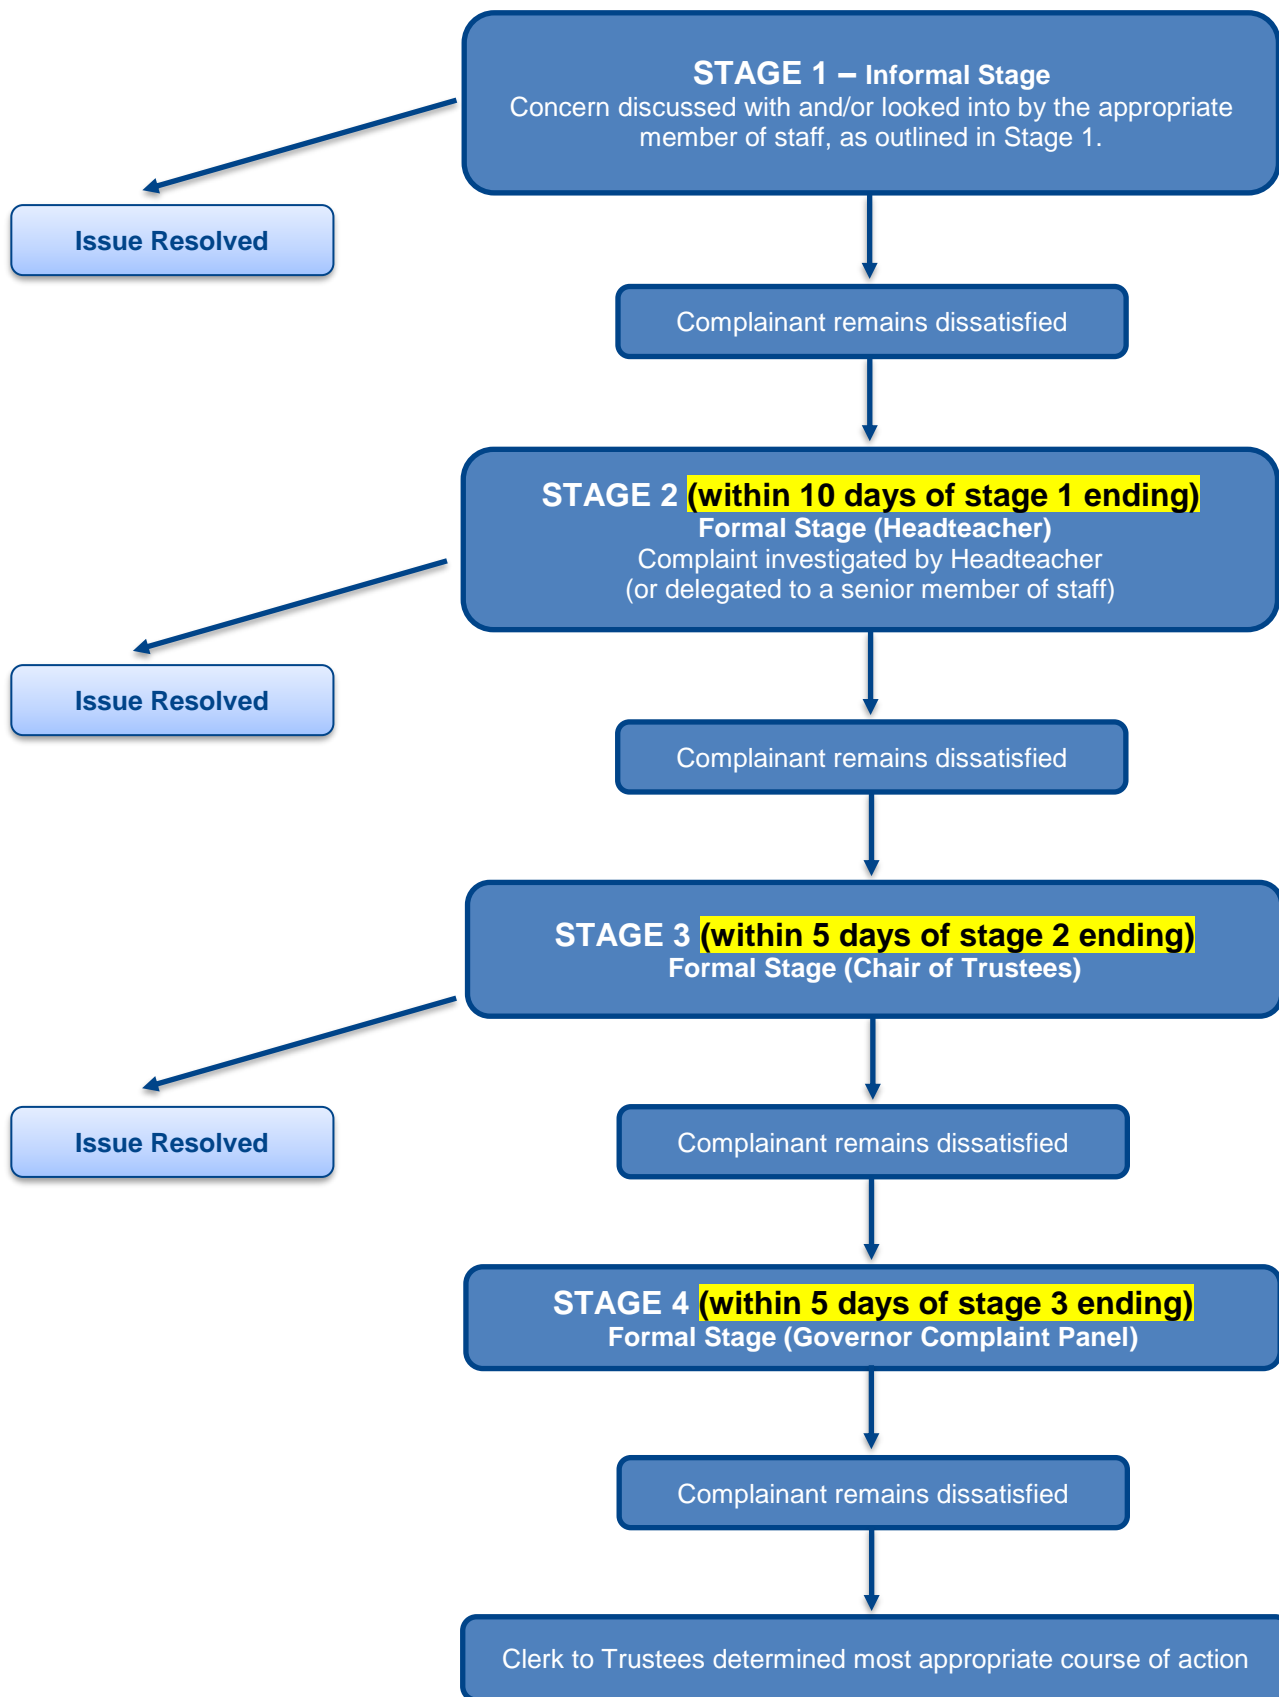 STAGE 1 – Informal Stage
Concern discussed with and/or looked into by the appropriate
member of staff, as outlined in Stage 1.
Issue Resolved
Complainant remains dissatisfied
STAGE 2 (within 10 days of stage 1 ending)
Formal Stage (Headteacher)
Complaint investigated by Headteacher
(or delegated to a senior member of staff)
Issue Resolved
Complainant remains dissatisfied
STAGE 3 (within 5 days of stage 2 ending)
Formal Stage (Chair of Trustees)
Issue Resolved
Complainant remains dissatisfied
STAGE 4 (within 5 days of stage 3 ending)
Formal Stage (Governor Complaint Panel)
Complainant remains dissatisfied
Clerk to Trustees determined most appropriate course of action